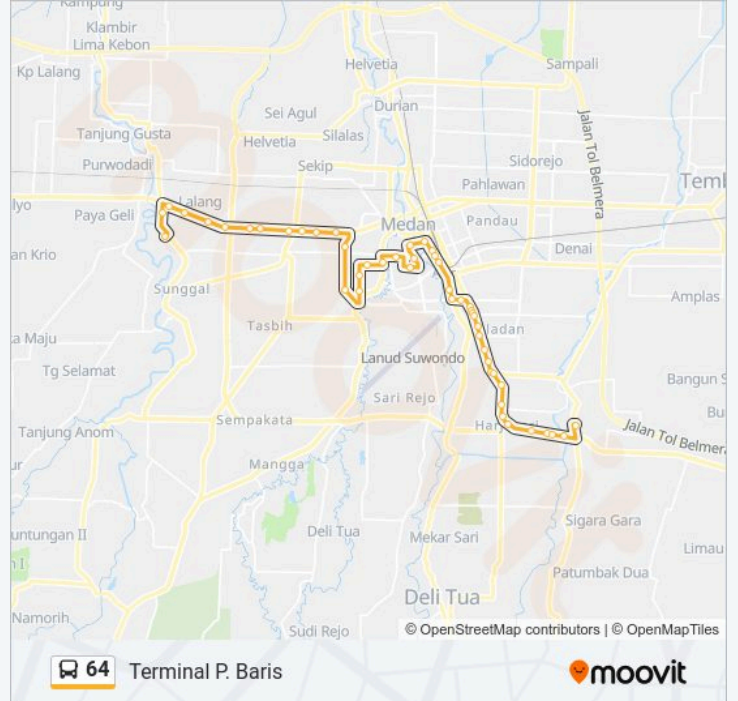 Kampung
Klambir
Lima Kebon
Kp Lalang
Helvetia
Sampali
Durian
Sei Agul
Tanjung Gusta
Helvetia
Silalas
Jalan Tol Belmera
Purwodadi
Sekip
Sidorejo
Pahlawan
Lalang
Paya Geli
Medan
Pandau
Denai
an Krio
Sunggal
Amplas
Tasbih
ladan
a Maju
Lanud Suwondo
Tg Selamat
Bangun S
Sari Rejo
Bu
Sempakata
Har
Tanjung Anom
Jalan Tol Belmera
Mangga
Deli Tua
Sigara Gara
untungan II
Mekar Sari
Limau
Patumbak Dua
Deli Tua
Namorih
Sudi Rejo
© OpenStreetMap contributors | © OpenMapTiles
64 Terminal P. Baris
moovit